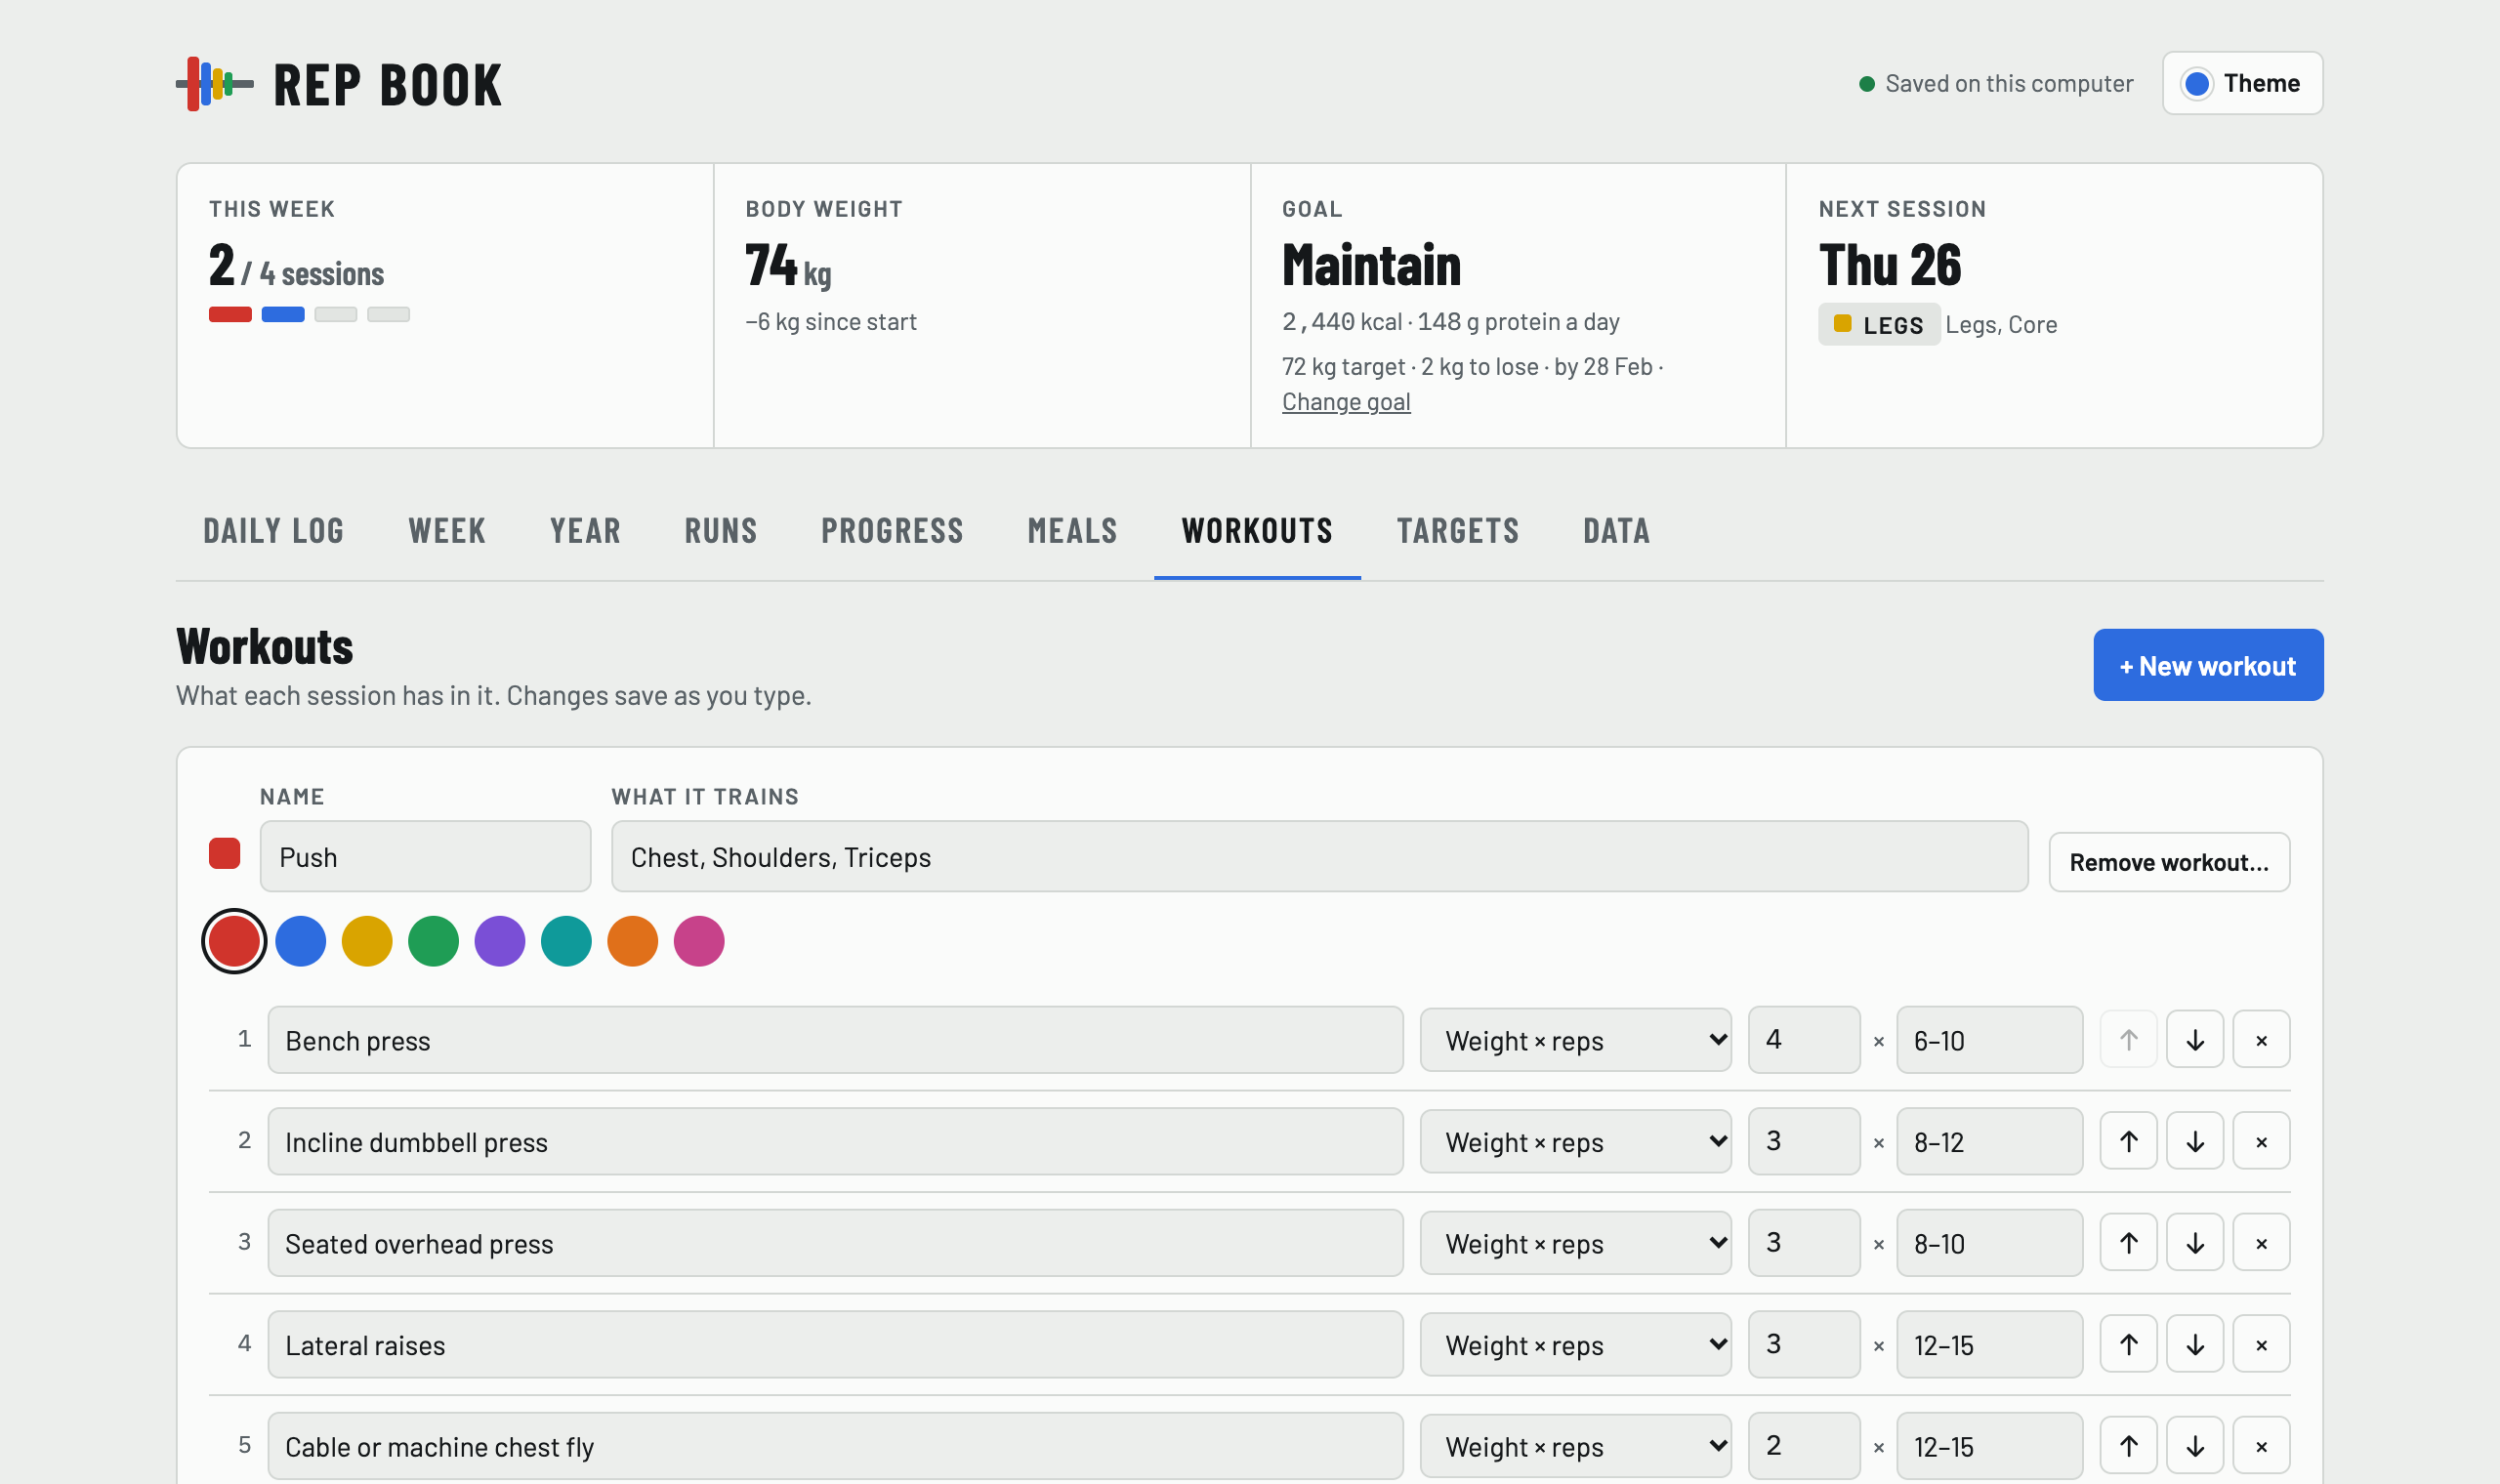 REP BOOK
Saved on this computer
Theme
THIS WEEK
2 / 4 sessions
BODY WEIGHT
74 kg
−6 kg since start
GOAL
Maintain
2,440 kcal · 148 g protein a day
72 kg target · 2 kg to lose · by 28 Feb ·
Change goal
NEXT SESSION
Thu 26
LEGS Legs, Core
DAILY LOG WEEK YEAR RUNS PROGRESS MEALS WORKOUTS TARGETS DATA
Workouts
What each session has in it. Changes save as you type.
+ New workout
NAME WHAT IT TRAINS
Push Chest, Shoulders, Triceps Remove workout…
1 Bench press Weight × reps 4 × 6–10 ↑ ↓ ×
2 Incline dumbbell press Weight × reps 3 × 8–12 ↑ ↓ ×
3 Seated overhead press Weight × reps 3 × 8–10 ↑ ↓ ×
4 Lateral raises Weight × reps 3 × 12–15 ↑ ↓ ×
5 Cable or machine chest fly Weight × reps 2 × 12–15 ↑ ↓ ×